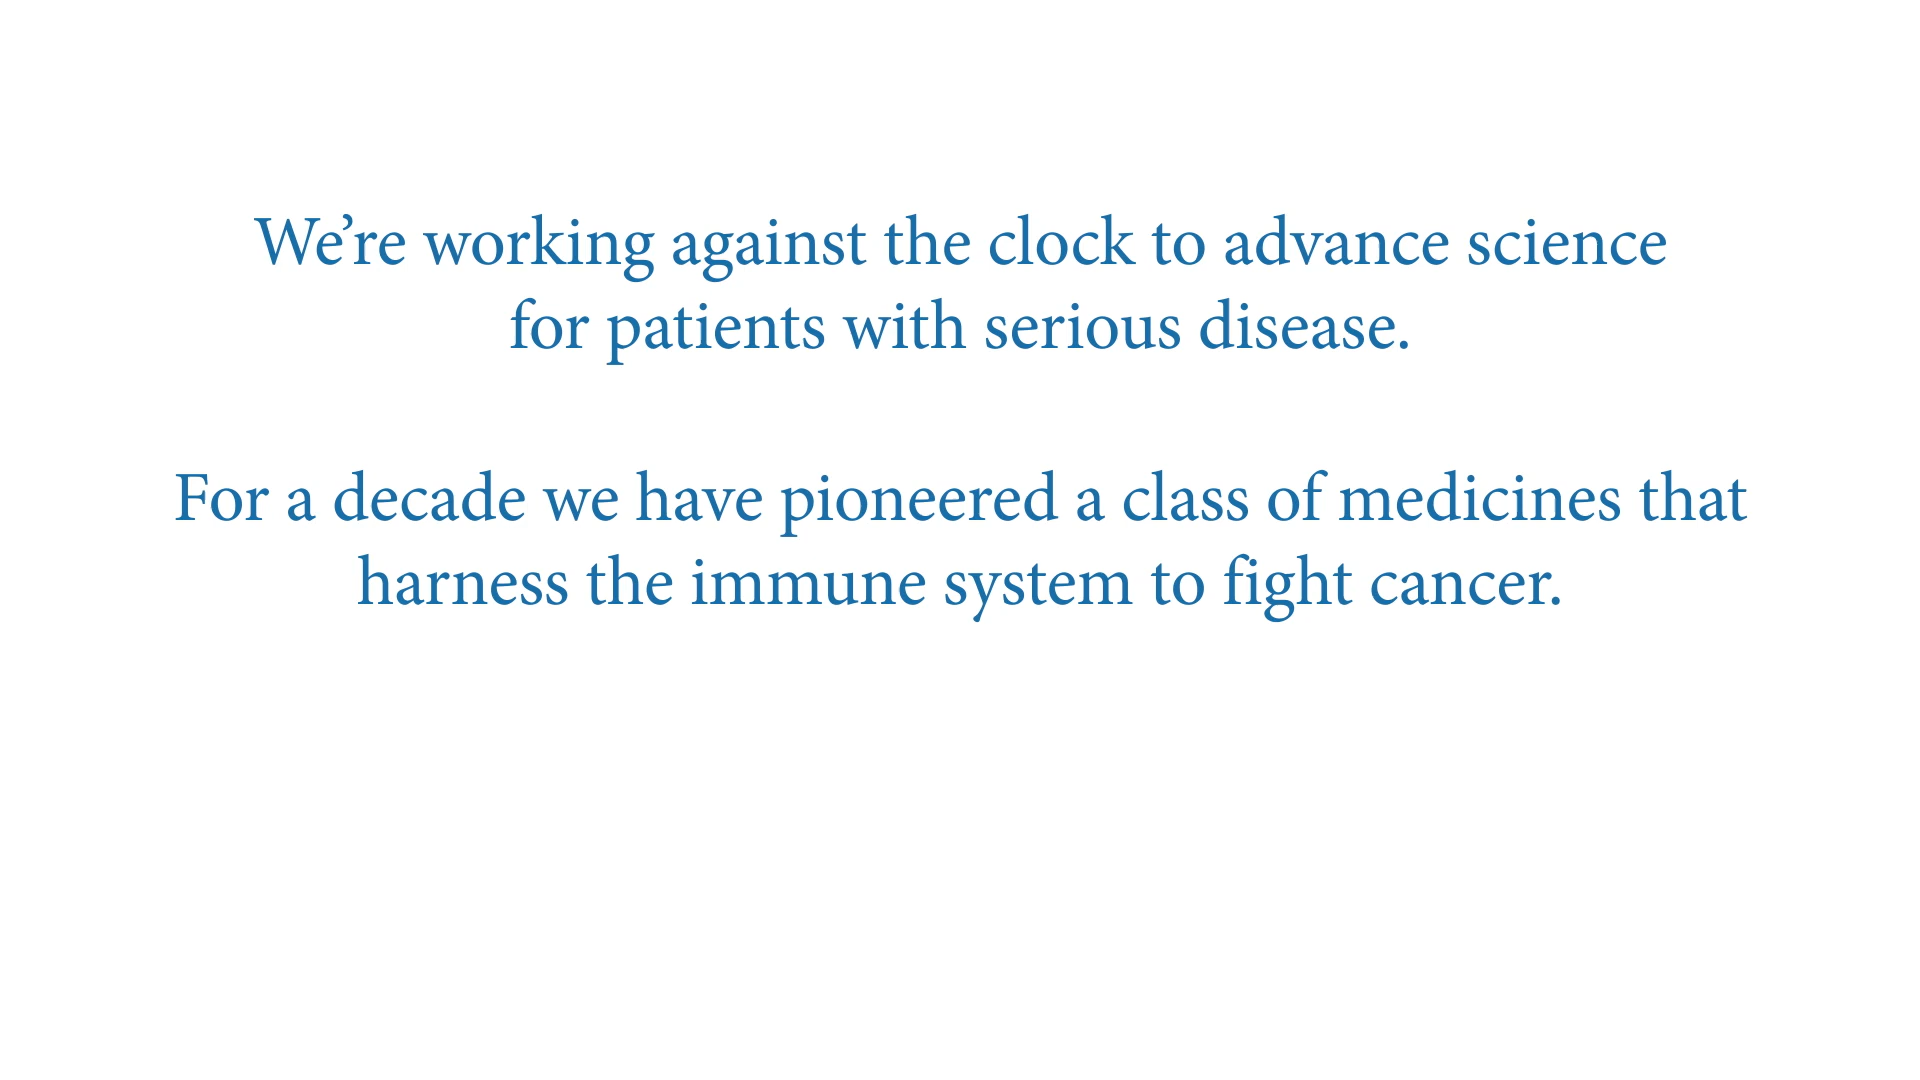 We’re working against the clock to advance science
for patients with serious disease.
For a decade we have pioneered a class of medicines that
harness the immune system to fight cancer.